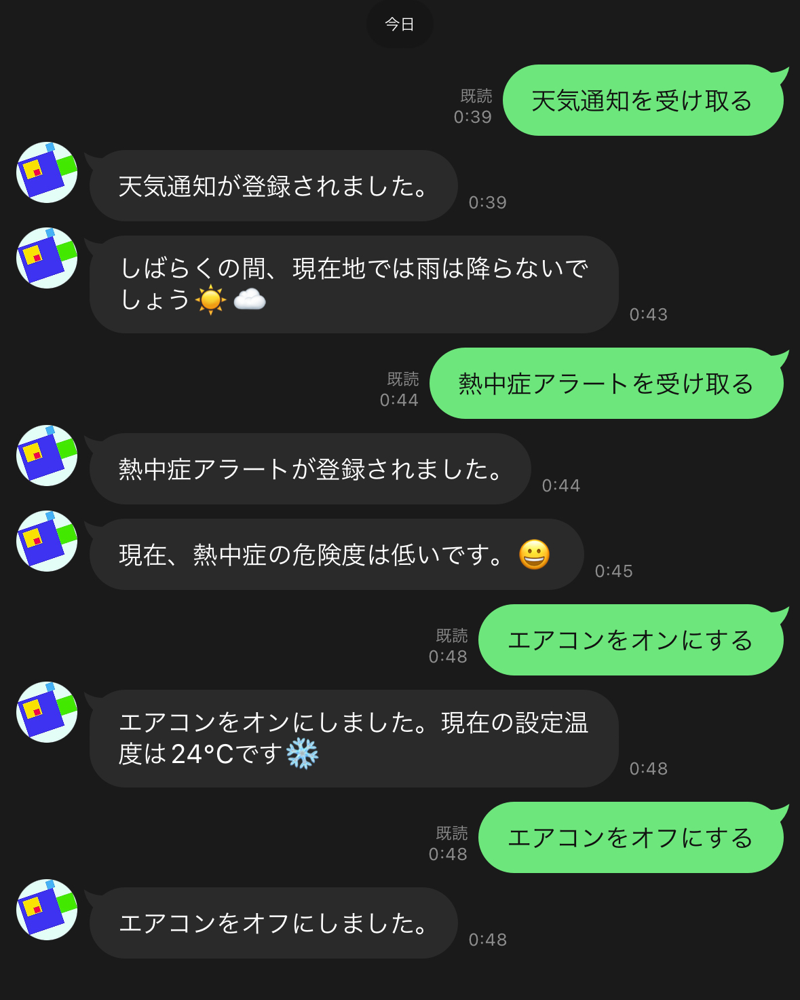 今日
天気通知を受け取る
既読
0:39
天気通知が登録されました。
0:39
しばらくの間、現在地では雨は降らないで
しょう☀️☁️
0:43
熱中症アラートを受け取る
既読
0:44
熱中症アラートが登録されました。
0:44
現在、熱中症の危険度は低いです。😀
0:45
エアコンをオンにする
既読
0:48
エアコンをオンにしました。現在の設定温
度は24°Cです❄️
0:48
エアコンをオフにする
既読
0:48
エアコンをオフにしました。
0:48